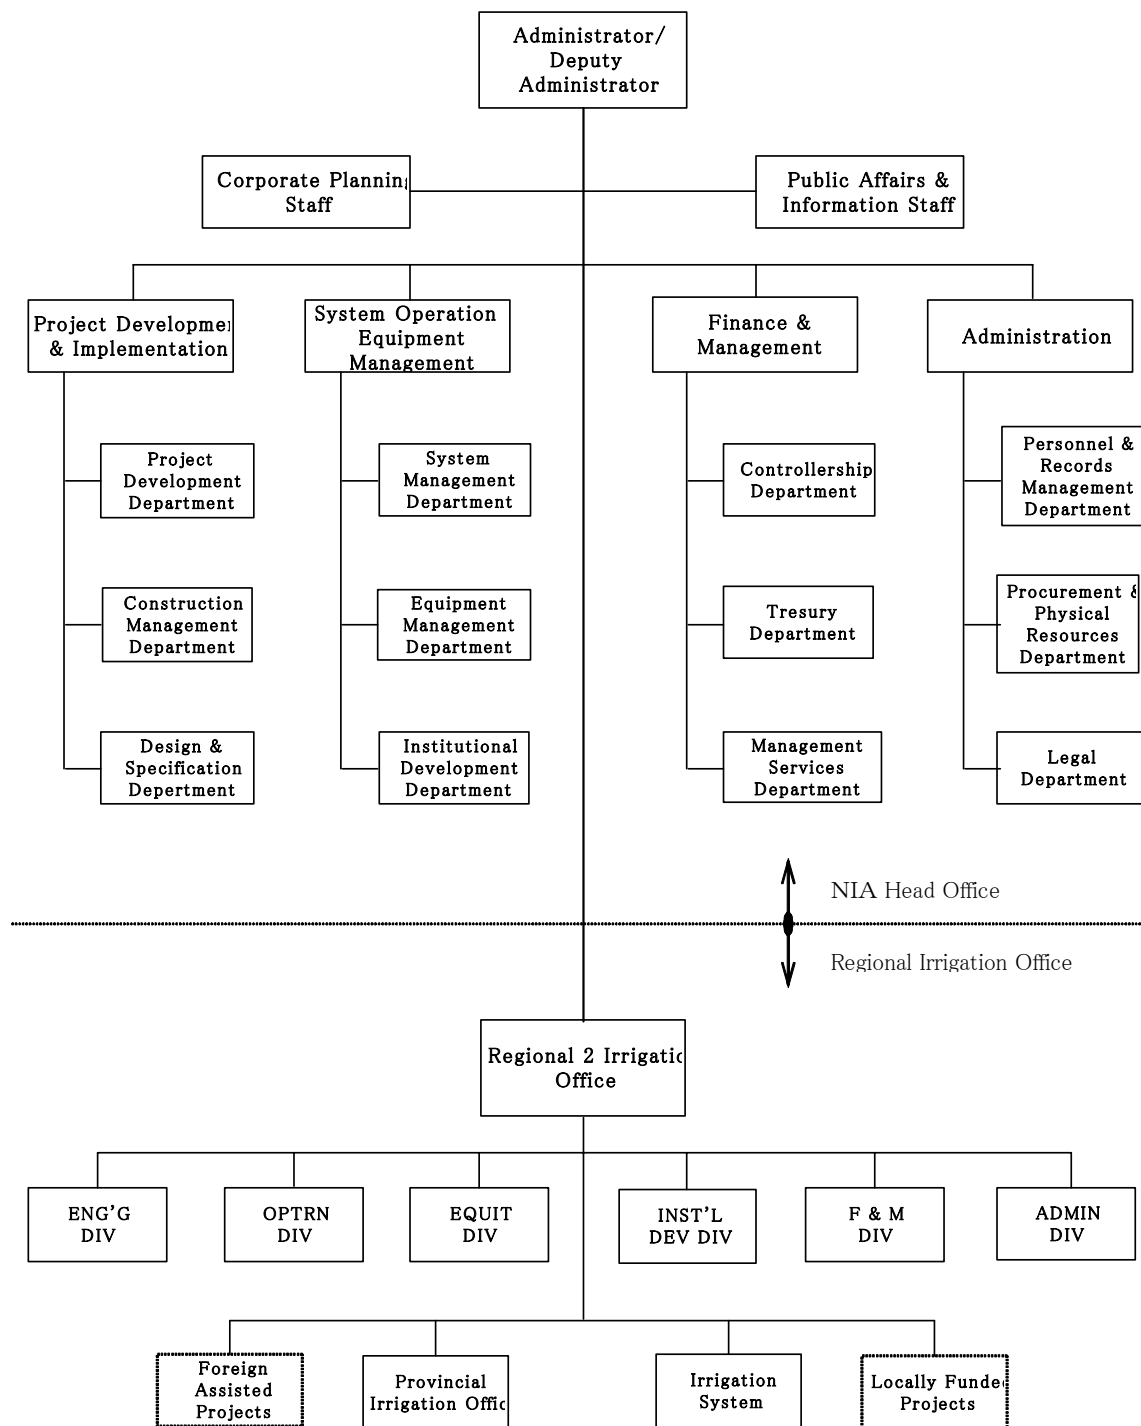 Administrator/
Deputy
Administrator
Corporate Planning
Staff
Public Affairs &
Information Staff
Project Developme
& Implementation
System Operation
Equipment
Management
Finance &
Management
Administration
Project
Development
Department
System
Management
Department
Controllership
Department
Personnel &
Records
Management
Department
Construction
Management
Department
Equipment
Management
Department
Tresury
Department
Procurement &
Physical
Resources
Department
Design &
Specification
Depertment
Institutional
Development
Department
Management
Services
Department
Legal
Department
NIA Head Office
Regional Irrigation Office
Regional 2 Irrigatio
Office
ENG'G
DIV
OPTRN
DIV
EQUIT
DIV
INST'L
DEV DIV
F & M
DIV
ADMIN
DIV
Foreign
Assisted
Projects
Provincial
Irrigation Offic
Irrigation
System
Locally Funde
Projects